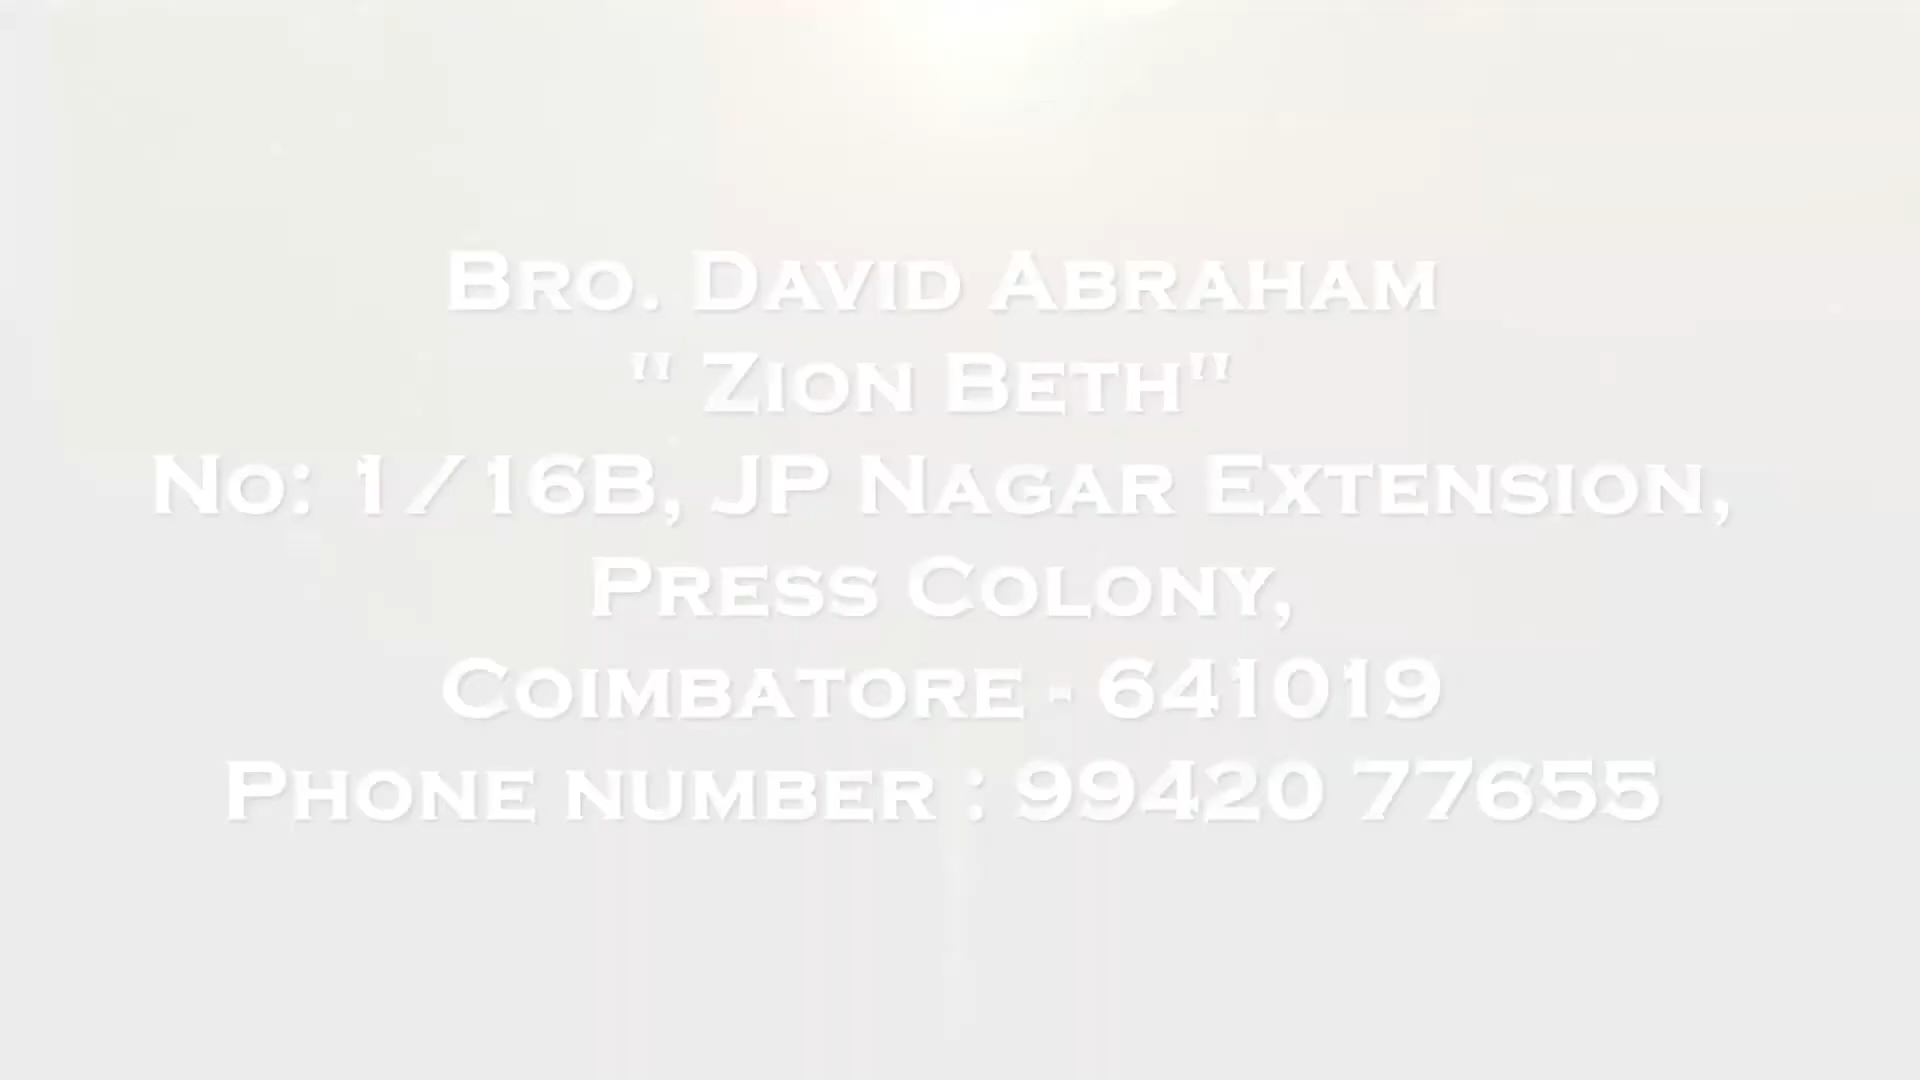 Bro. David Abraham
" Zion Beth"
No: 1/16B, JP Nagar Extension,
Press Colony,
Coimbatore - 641019
Phone number : 99420 77655